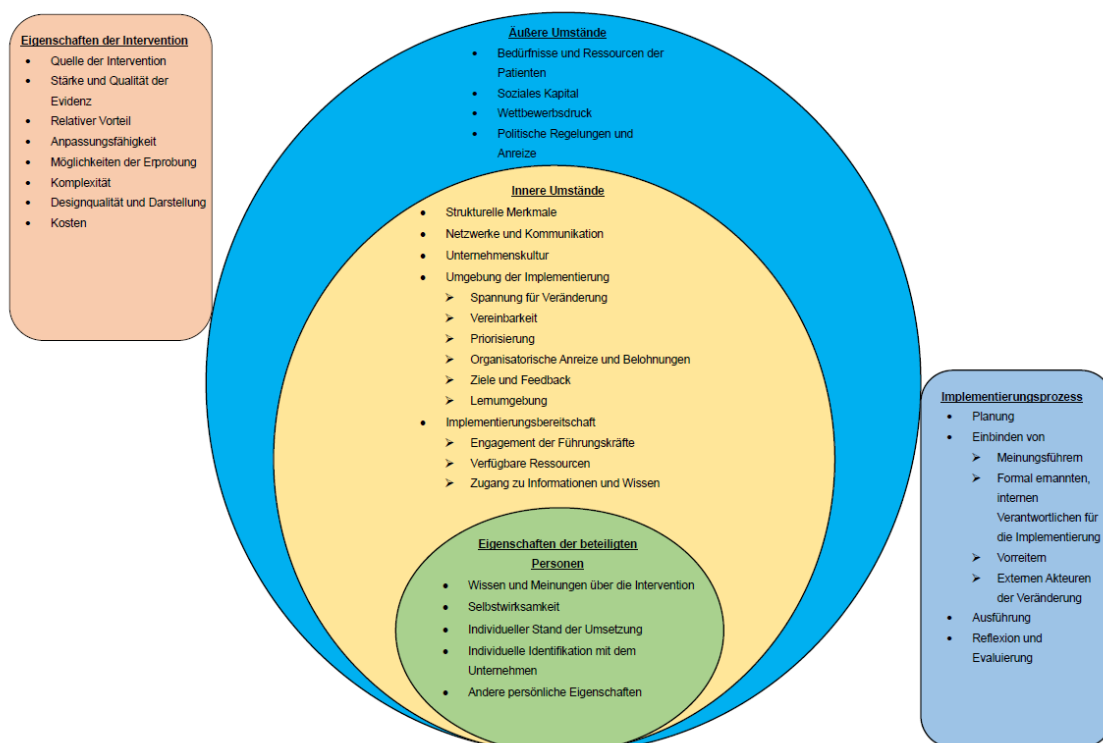 Eigenschaften der Intervention
• Quelle der Intervention
• Stärke und Qualität der
Evidenz
• Relativer Vorteil
• Anpassungsfähigkeit
• Möglichkeiten der Erprobung
• Komplexität
• Designqualität und Darstellung
• Kosten
Äußere Umstände
• Bedürfnisse und Ressourcen der
Patienten
• Soziales Kapital
• Wettbewerbsdruck
• Politische Regelungen und
Anreize
Innere Umstände
• Strukturelle Merkmale
• Netzwerke und Kommunikation
• Unternehmenskultur
• Umgebung der Implementierung
➢ Spannung für Veränderung
➢ Vereinbarkeit
➢ Priorisierung
➢ Organisatorische Anreize und Belohnungen
➢ Ziele und Feedback
➢ Lernumgebung
• Implementierungsbereitschaft
➢ Engagement der Führungskräfte
➢ Verfügbare Ressourcen
➢ Zugang zu Informationen und Wissen
Eigenschaften der beteiligten
Personen
• Wissen und Meinungen über die Intervention
• Selbstwirksamkeit
• Individueller Stand der Umsetzung
• Individuelle Identifikation mit dem
Unternehmen
• Andere persönliche Eigenschaften
Implementierungsprozess
• Planung
• Einbinden von
➢ Meinungsführern
➢ Formal ernannten,
internen
Verantwortlichen für
die Implementierung
➢ Vorreitern
➢ Externen Akteuren
der Veränderung
• Ausführung
• Reflexion und
Evaluierung